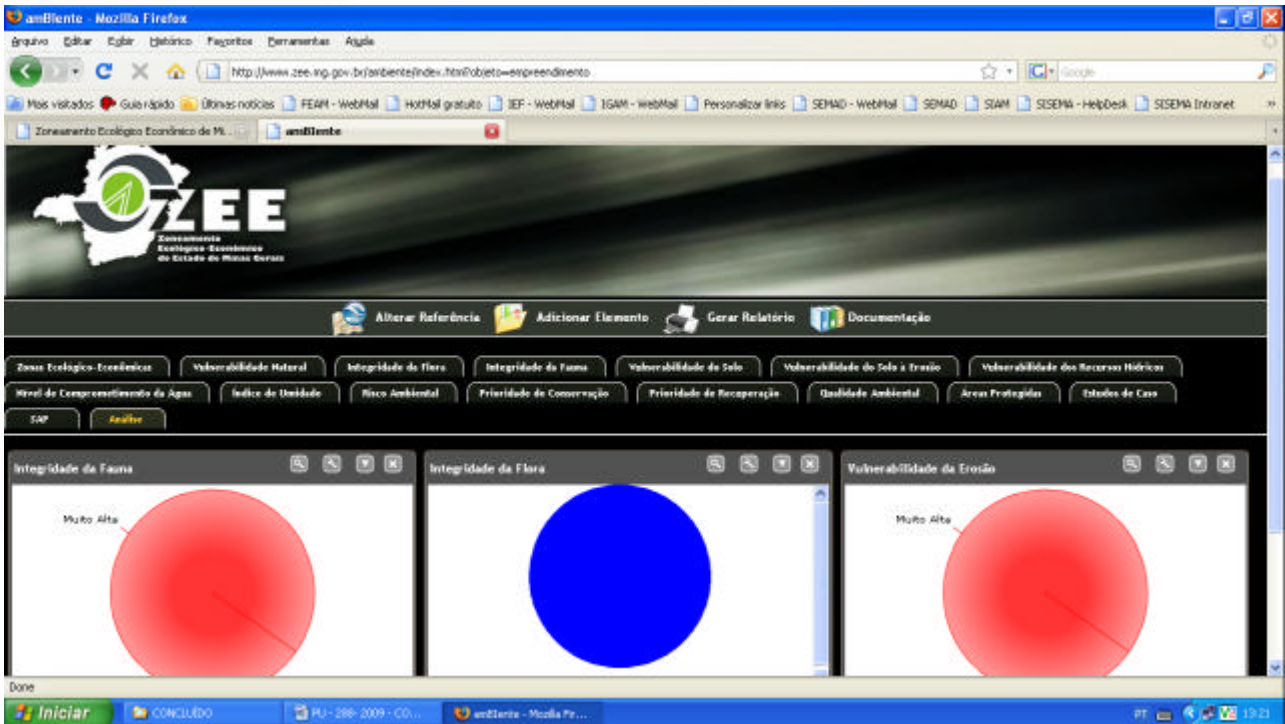 amBiente - Mozilla Firefox
Arquivo Editar Exibir Histórico Favoritos Ferramentas Ajuda
http://www.zee.mg.gov.br/ambiente/index.html?objeto=empreendimento
Google
Mais visitados Guia rápido Últimas notícias FEAM - WebMail HotMail gratuito IEF - WebMail IGAM - WebMail Personalizar links SEMAD - WebMail SEMAD SIAM SISEMA - HelpDesk SISEMA Intranet
Zoneamento Ecológico Econômico de Mi... amBiente
ZEE
Zoneamento
Ecológico-Econômico
do Estado de Minas Gerais
Alterar Referência Adicionar Elemento Gerar Relatório Documentação
Zonas Ecológico-Econômicas Vulnerabilidade Natural Integridade da Flora Integridade da Fauna Vulnerabilidade do Solo Vulnerabilidade do Solo à Erosão Vulnerabilidade dos Recursos Hídricos
Nível de Comprometimento da Água Índice de Umidade Risco Ambiental Prioridade de Conservação Prioridade de Recuperação Qualidade Ambiental Áreas Protegidas Estudos de Caso
SAP Análise
Integridade da Fauna Integridade da Flora Vulnerabilidade da Erosão
Muito Alta Muito Alta
Done
Iniciar CONCLUÍDO PU - 288- 2009 - CO... amBiente - Mozilla Fir... PT 13:21